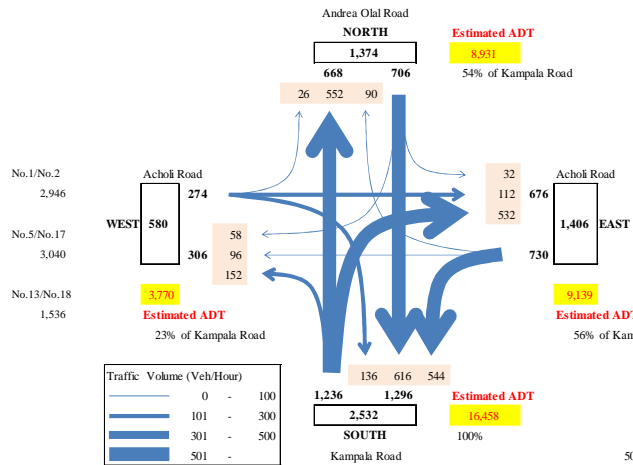 Andrea Olal Road
NORTH
Estimated ADT
1,374
8,931
668 706
54% of Kampala Road
26 552 90
No.1/No.2
2,946
Acholi Road
274
WEST 580
306
No.5/No.17
3,040
58
96
152
32
112
532
Acholi Road
676
1,406 EAST
730
No.13/No.18
1,536
3,770
Estimated ADT
23% of Kampala Road
9,139
Estimated ADT
56% of Kam
136 616 544
Traffic Volume (Veh/Hour)
0 - 100
101 - 300
301 - 500
501 -
1,236 1,296
Estimated ADT
2,532
16,458
SOUTH
100%
Kampala Road
50